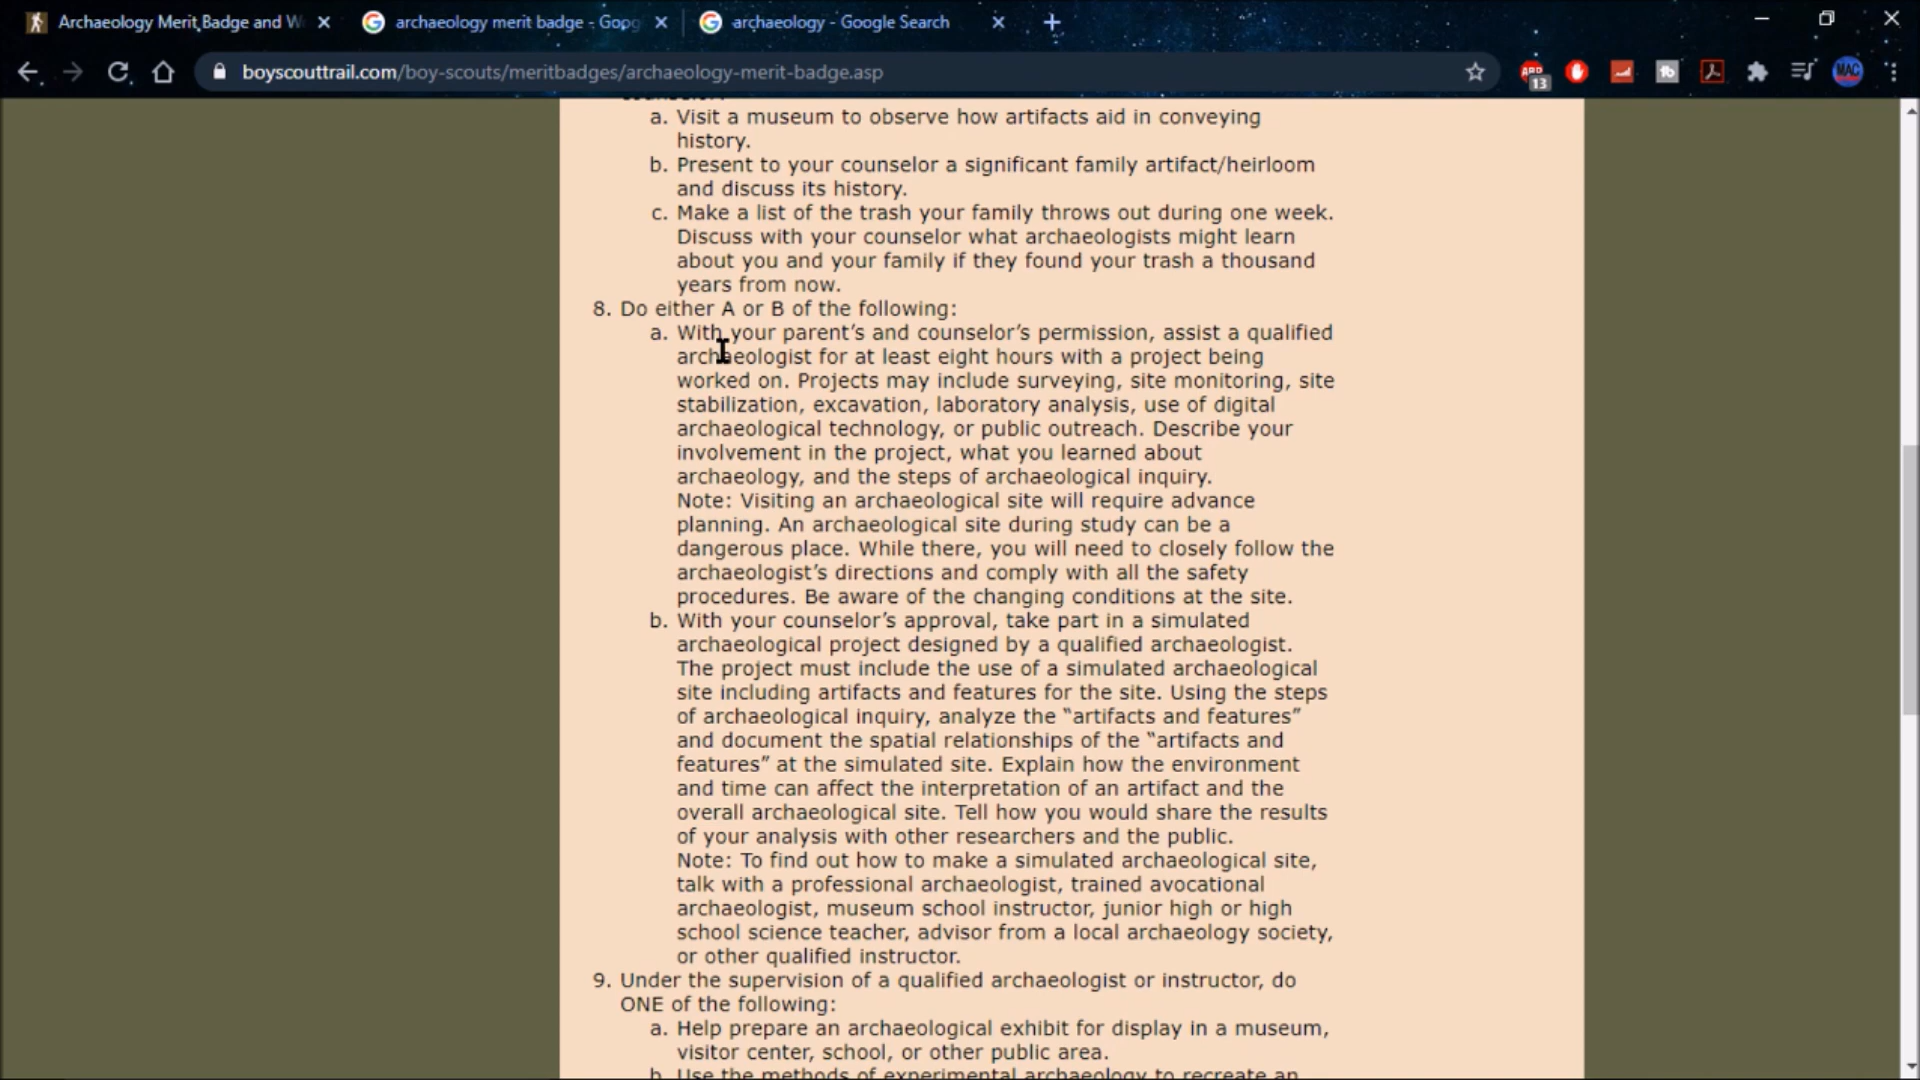 Archaeology Merit Badge and W
archaeology merit badge - Goog
archaeology - Google Search
boyscouttrail.com/boy-scouts/meritbadges/archaeology-merit-badge.asp
ABP
13
MAC
a. Visit a museum to observe how artifacts aid in conveying
history.
b. Present to your counselor a significant family artifact/heirloom
and discuss its history.
c. Make a list of the trash your family throws out during one week.
Discuss with your counselor what archaeologists might learn
about you and your family if they found your trash a thousand
years from now.
8. Do either A or B of the following:
a. With your parent’s and counselor’s permission, assist a qualified
archaeologist for at least eight hours with a project being
worked on. Projects may include surveying, site monitoring, site
stabilization, excavation, laboratory analysis, use of digital
archaeological technology, or public outreach. Describe your
involvement in the project, what you learned about
archaeology, and the steps of archaeological inquiry.
Note: Visiting an archaeological site will require advance
planning. An archaeological site during study can be a
dangerous place. While there, you will need to closely follow the
archaeologist’s directions and comply with all the safety
procedures. Be aware of the changing conditions at the site.
b. With your counselor’s approval, take part in a simulated
archaeological project designed by a qualified archaeologist.
The project must include the use of a simulated archaeological
site including artifacts and features for the site. Using the steps
of archaeological inquiry, analyze the “artifacts and features”
and document the spatial relationships of the “artifacts and
features” at the simulated site. Explain how the environment
and time can affect the interpretation of an artifact and the
overall archaeological site. Tell how you would share the results
of your analysis with other researchers and the public.
Note: To find out how to make a simulated archaeological site,
talk with a professional archaeologist, trained avocational
archaeologist, museum school instructor, junior high or high
school science teacher, advisor from a local archaeology society,
or other qualified instructor.
9. Under the supervision of a qualified archaeologist or instructor, do
ONE of the following:
a. Help prepare an archaeological exhibit for display in a museum,
visitor center, school, or other public area.
b. Use the methods of experimental archaeology to recreate an